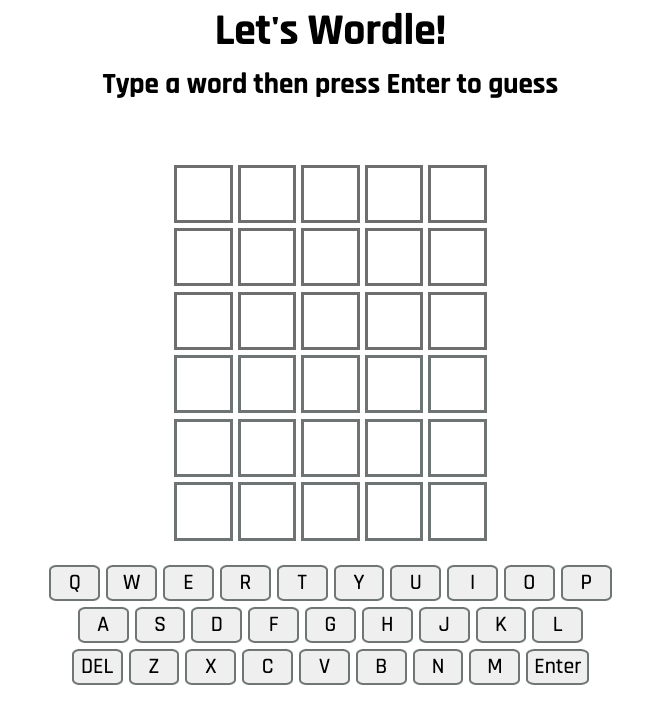 Let's Wordle!
Type a word then press Enter to guess
Q W E R T Y U I O P
A S D F G H J K L
DEL Z X C V B N M Enter